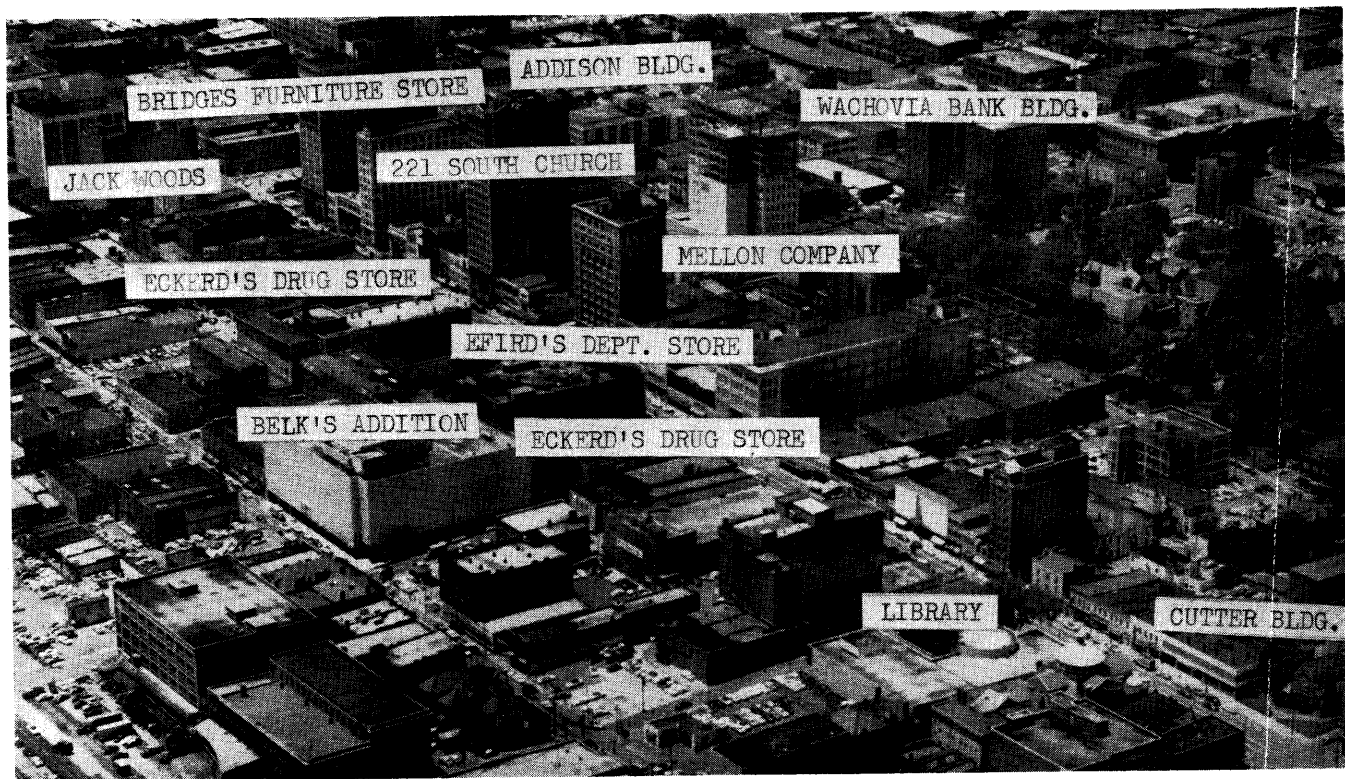 ADDISON BLDG.
BRIDGES FURNITURE STORE
WACHOVIA BANK BLDG.
JACK WOODS
221 SOUTH CHURCH
MELLON COMPANY
ECKERD'S DRUG STORE
EFIRD'S DEPT. STORE
BELK'S ADDITION
ECKERD'S DRUG STORE
LIBRARY
CUTTER BLDG.